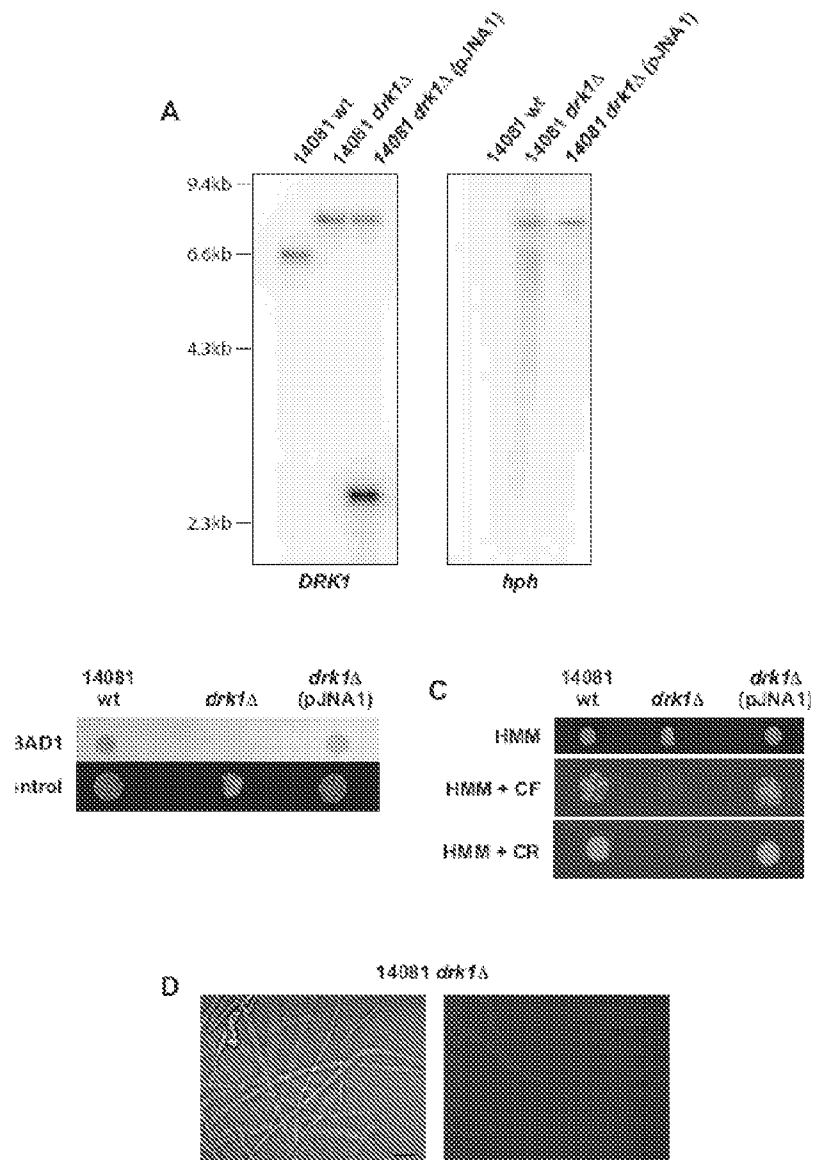 A
14081 wt
14081 drk1Δ
14081 drk1Δ (pJNA1)
14081 wt
14081 drk1Δ
14081 drk1Δ (pJNA1)
9.4kb
6.6kb
4.3kb
2.3kb
DRK1
hph
14081 wt
drk1Δ
drk1Δ (pJNA1)
BAD1
ntrol
C
14081 wt
drk1Δ
drk1Δ (pJNA1)
HMM
HMM + CF
HMM + CR
D
14081 drk1Δ